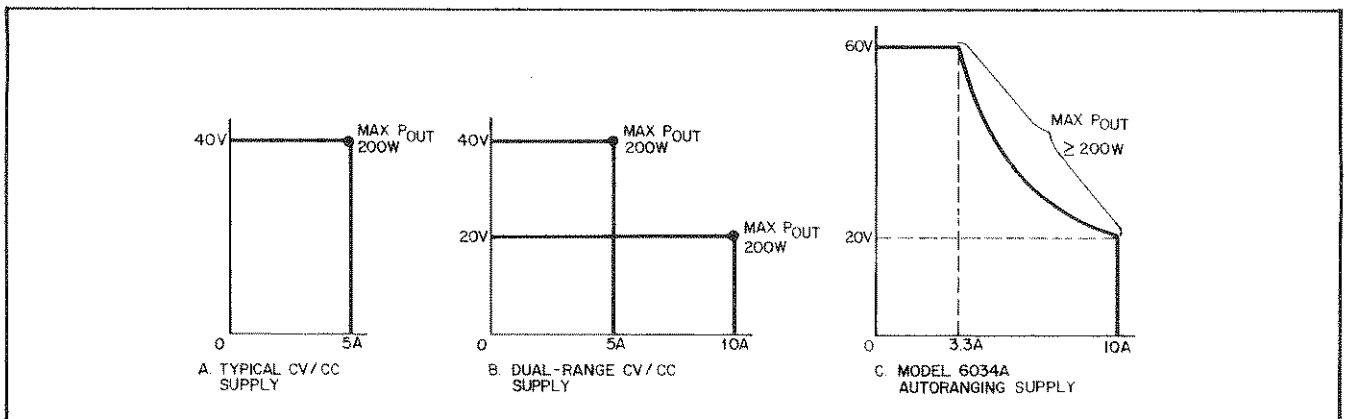 40V
MAX POUT
200W
0
5A
A. TYPICAL CV/CC
SUPPLY
40V
MAX POUT
200W
20V
MAX POUT
200W
0
5A
10A
B. DUAL-RANGE CV/CC
SUPPLY
60V
MAX POUT
≥ 200W
20V
0
3.3A
10A
C. MODEL 6034A
AUTORANGING SUPPLY